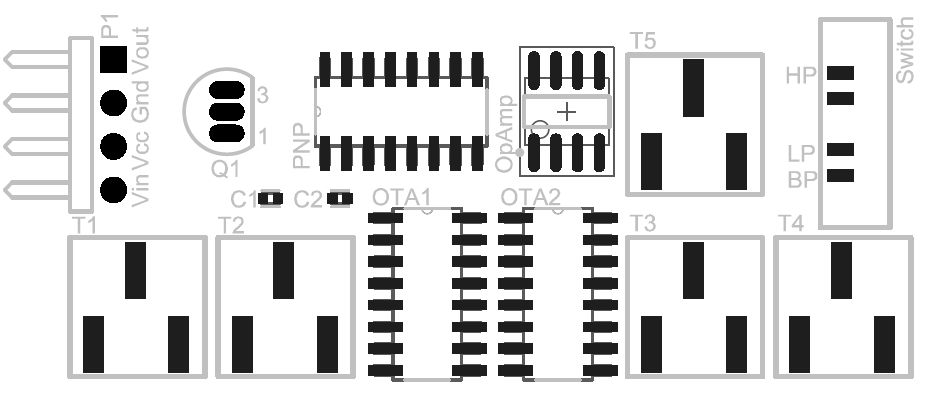 P1
Vout
Gnd
Vcc
Vin
3
1
Q1
PNP
OpAmp
T5
Switch
HP
LP
BP
C1
C2
OTA1
OTA2
T1
T2
T3
T4